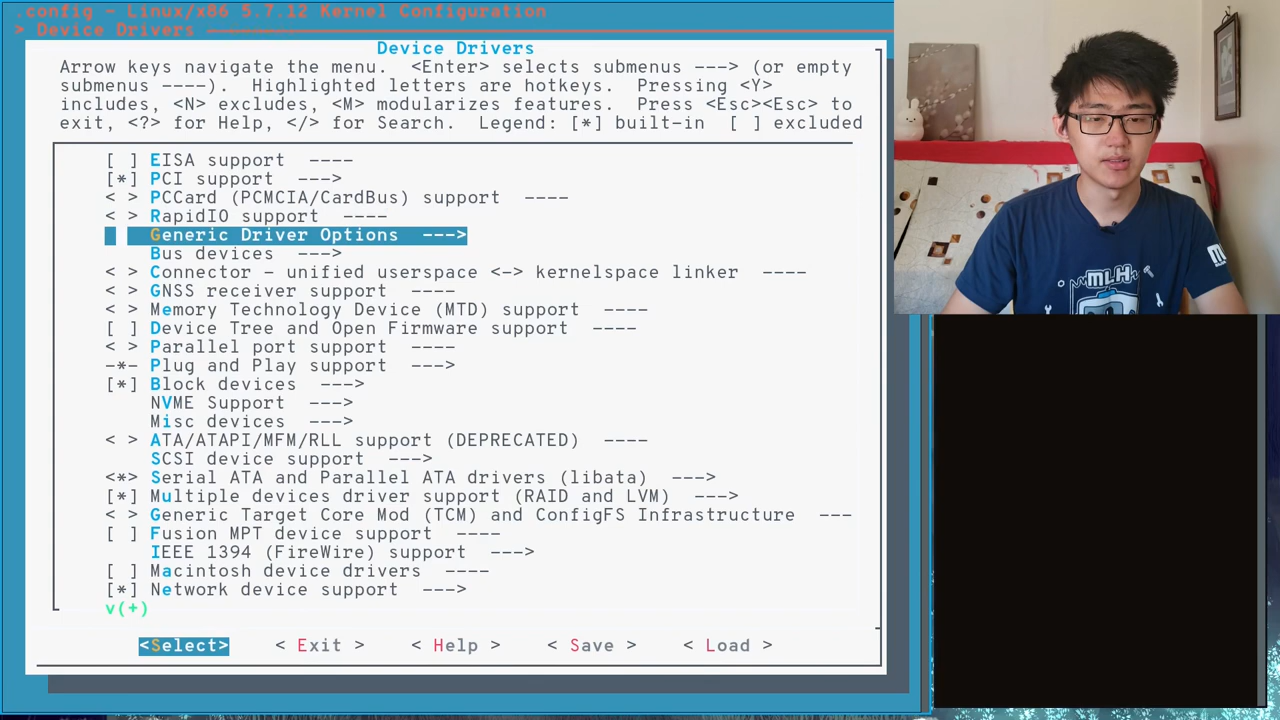 .config - Linux/x86 5.7.12 Kernel Configuration
> Device Drivers
Device Drivers
Arrow keys navigate the menu.  <Enter> selects submenus ---> (or empty
submenus ----).  Highlighted letters are hotkeys.  Pressing <Y>
includes, <N> excludes, <M> modularizes features.  Press <Esc><Esc> to
exit, <?> for Help, </> for Search.  Legend: [*] built-in  [ ] excluded
[ ] EISA support  ----
[*] PCI support  --->
< > PCCard (PCMCIA/CardBus) support  ----
< > RapidIO support  ----
Generic Driver Options  --->
Bus devices  --->
< > Connector - unified userspace <-> kernelspace linker  ----
< > GNSS receiver support  ----
< > Memory Technology Device (MTD) support  ----
[ ] Device Tree and Open Firmware support  ----
< > Parallel port support  ----
-*- Plug and Play support  --->
[*] Block devices  --->
NVME Support  --->
Misc devices  --->
< > ATA/ATAPI/MFM/RLL support (DEPRECATED)  ----
SCSI device support  --->
<*> Serial ATA and Parallel ATA drivers (libata)  --->
[*] Multiple devices driver support (RAID and LVM)  --->
< > Generic Target Core Mod (TCM) and ConfigFS Infrastructure  ---
[ ] Fusion MPT device support  ----
IEEE 1394 (FireWire) support  --->
[ ] Macintosh device drivers  ----
[*] Network device support  --->
v(+)
<Select>    < Exit >    < Help >    < Save >    < Load >
MLH